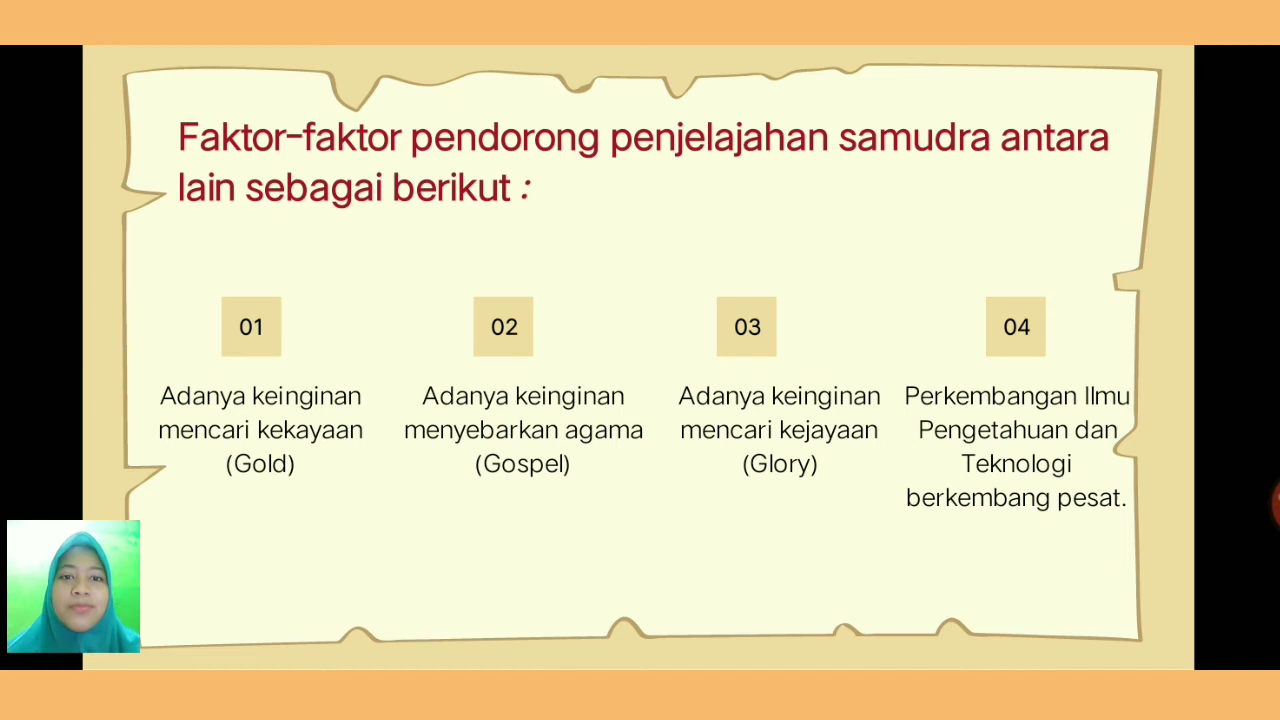 Faktor-faktor pendorong penjelajahan samudra antara
lain sebagai berikut :
01
Adanya keinginan
mencari kekayaan
(Gold)
02
Adanya keinginan
menyebarkan agama
(Gospel)
03
Adanya keinginan
mencari kejayaan
(Glory)
04
Perkembangan Ilmu
Pengetahuan dan
Teknologi
berkembang pesat.